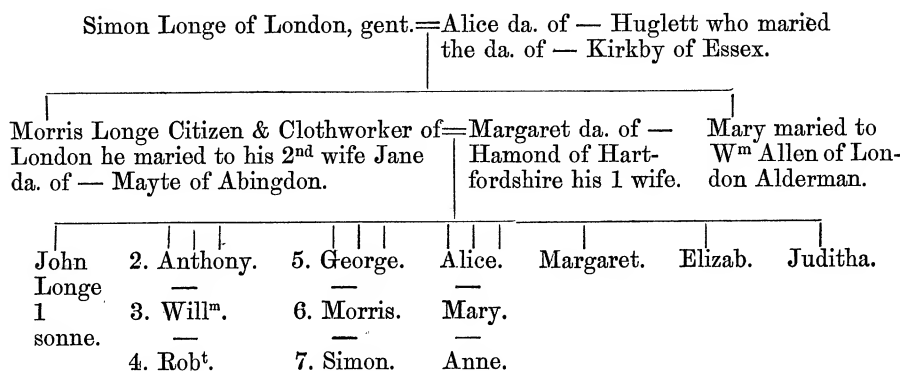 Simon Longe of London, gent.=Alice da. of — Huglett who maried
the da. of — Kirkby of Essex.
Morris Longe Citizen & Clothworker of=Margaret da. of —
London he maried to his 2nd wife Jane
da. of — Mayte of Abingdon.
Hamond of Hart-
fordshire his 1 wife.
Mary maried to
Wm Allen of Lon-
don Alderman.
John
Longe
1
sonne.
2. Anthony.
—
3. Willm.
—
4. Robt.
5. George.
—
6. Morris.
—
7. Simon.
Alice.
—
Mary.
—
Anne.
Margaret.
Elizab.
Juditha.